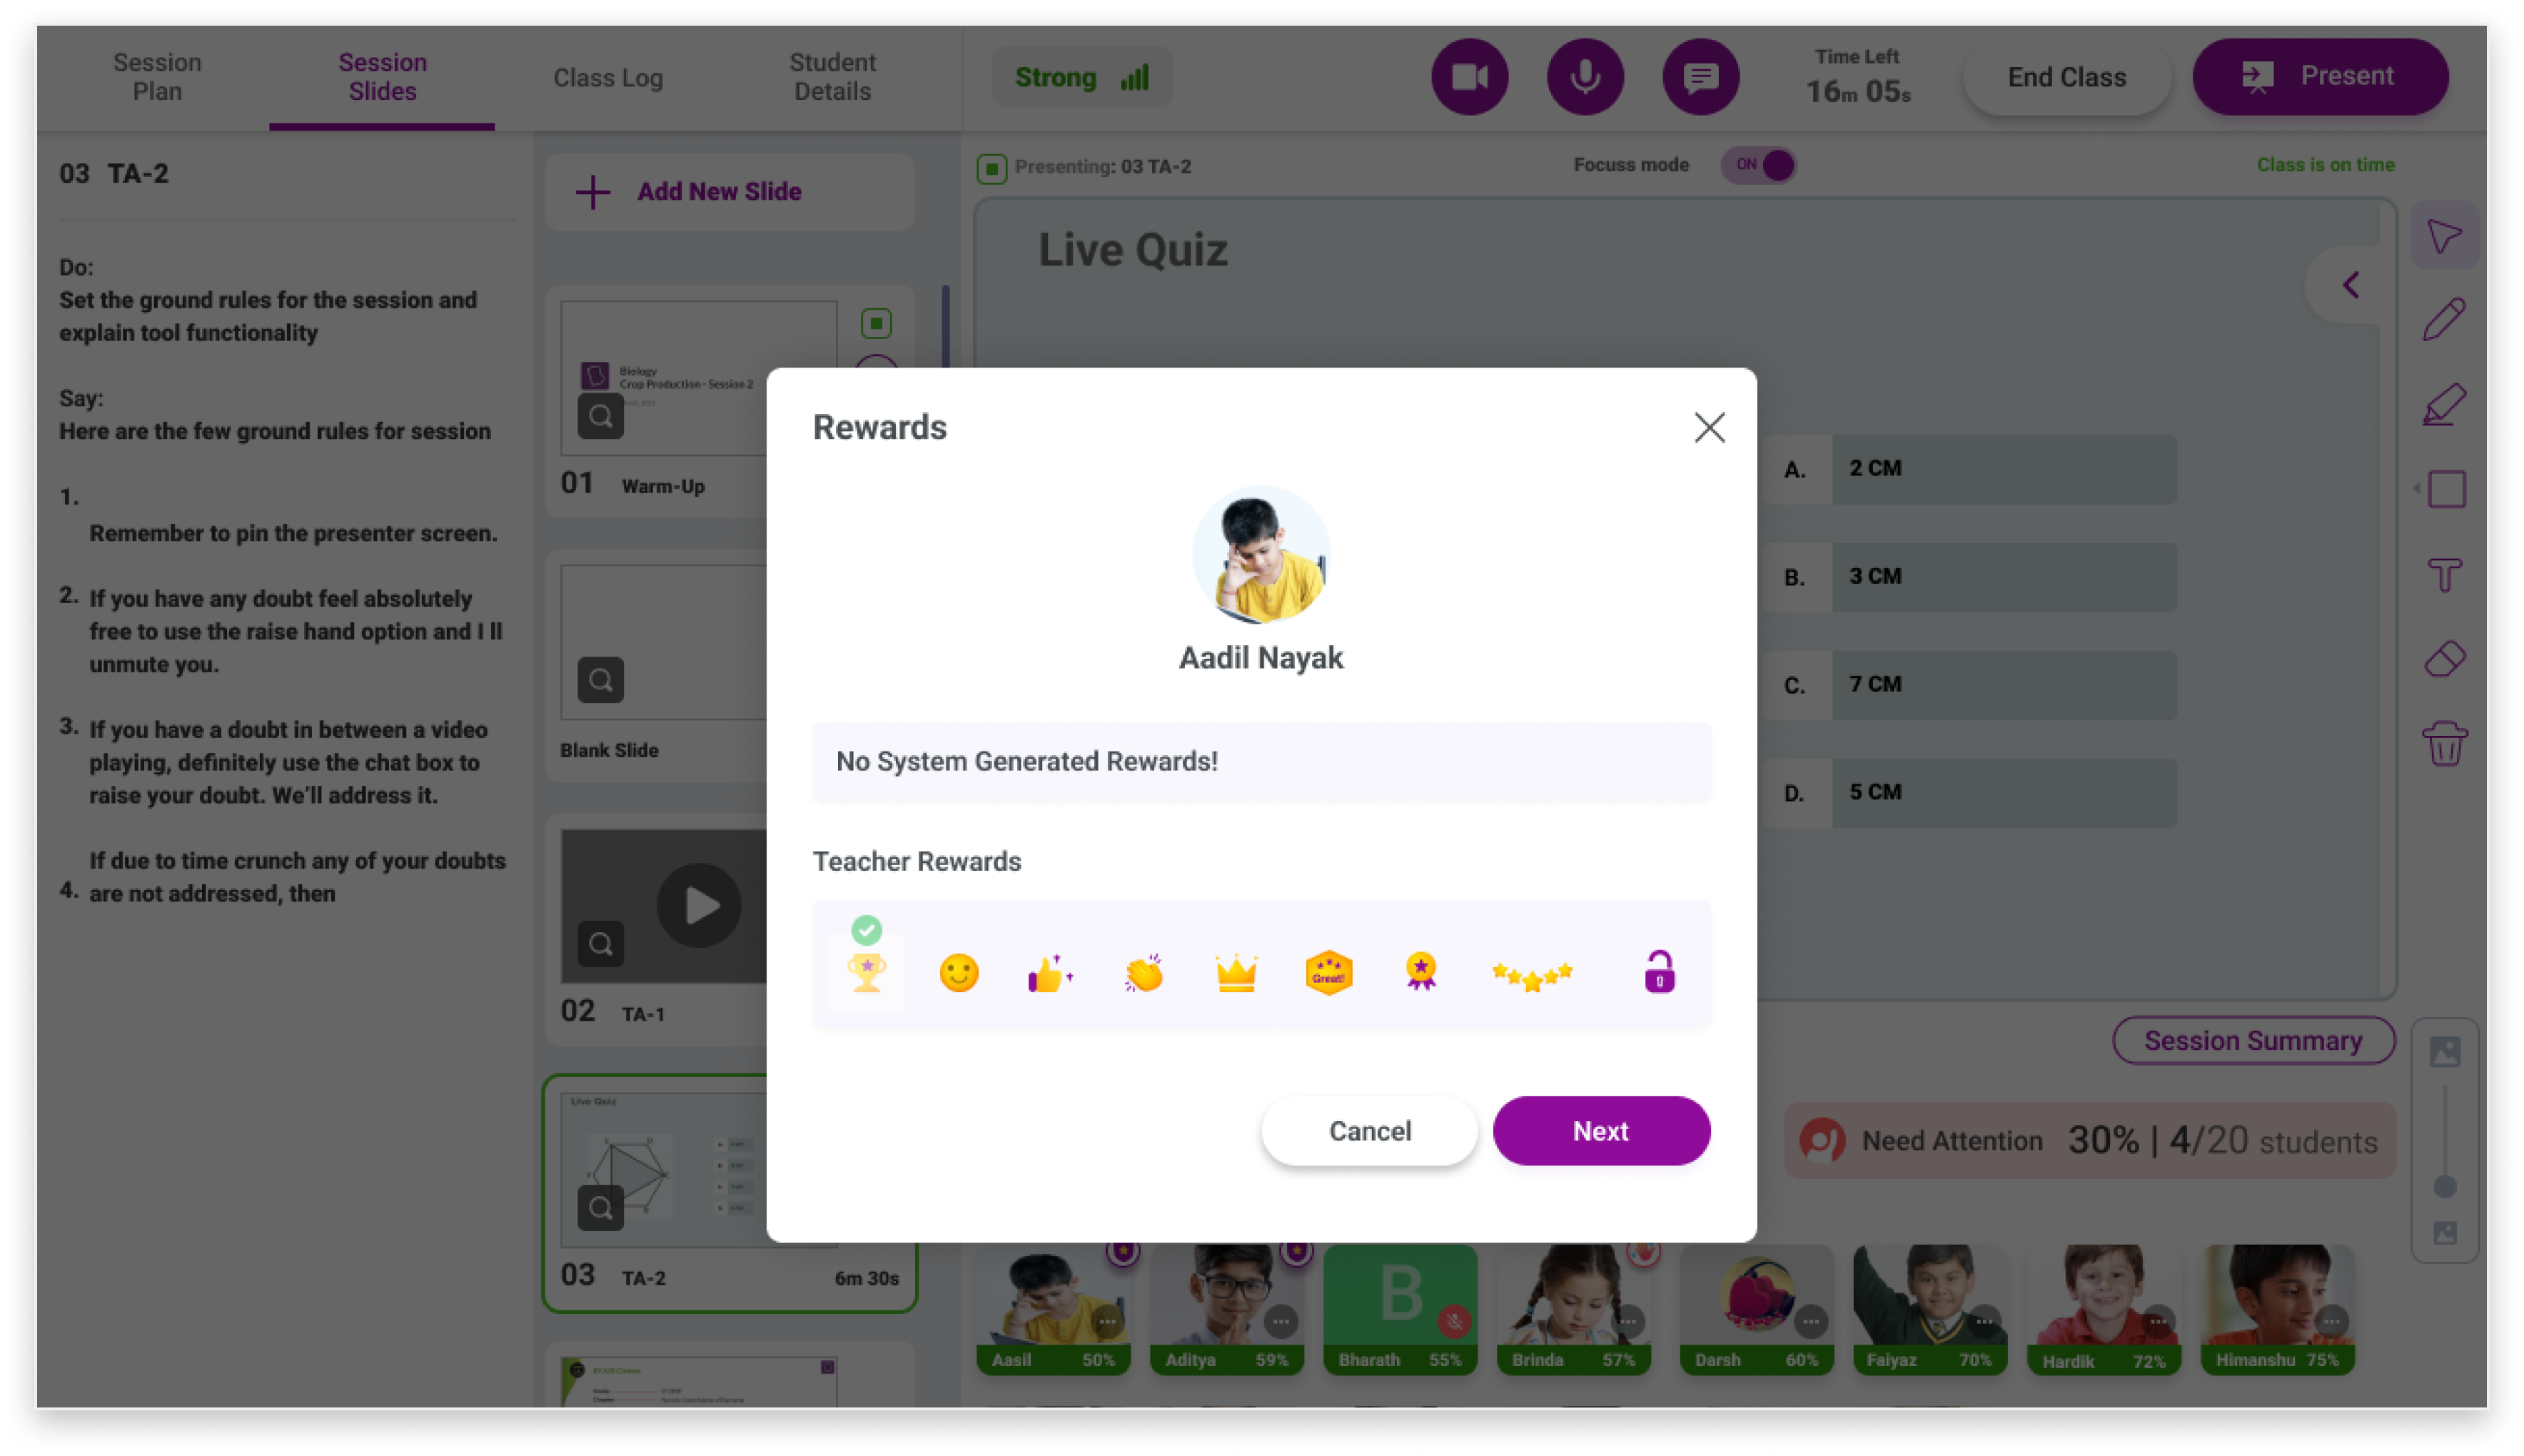 Session
Plan
Session
Slides
Class Log
Student
Details
Strong
Time Left
16m 05s
End Class
Present
03 TA-2
Do:
Set the ground rules for the session and
explain tool functionality
Say:
Here are the few ground rules for session
1.
Remember to pin the presenter screen.
2. If you have any doubt feel absolutely
free to use the raise hand option and I ll
unmute you.
3. If you have a doubt in between a video
playing, definitely use the chat box to
raise your doubt. We'll address it.
If due to time crunch any of your doubts
4. are not addressed, then
Add New Slide
Biology
Crop Production - Session 2
01 Warm-Up
Blank Slide
02 TA-1
Live Quiz
03 TA-2 6m 30s
Presenting: 03 TA-2
Focuss mode
ON
Class is on time
Live Quiz
A. 2 CM
B. 3 CM
C. 7 CM
D. 5 CM
Rewards
Aadil Nayak
No System Generated Rewards!
Teacher Rewards
Great!
Cancel
Next
Session Summary
Need Attention 30% | 4/20 students
B
Aasil 50%
Aditya 59%
Bharath 55%
Brinda 57%
Darsh 60%
Faiyaz 70%
Hardik 72%
Himanshu 75%